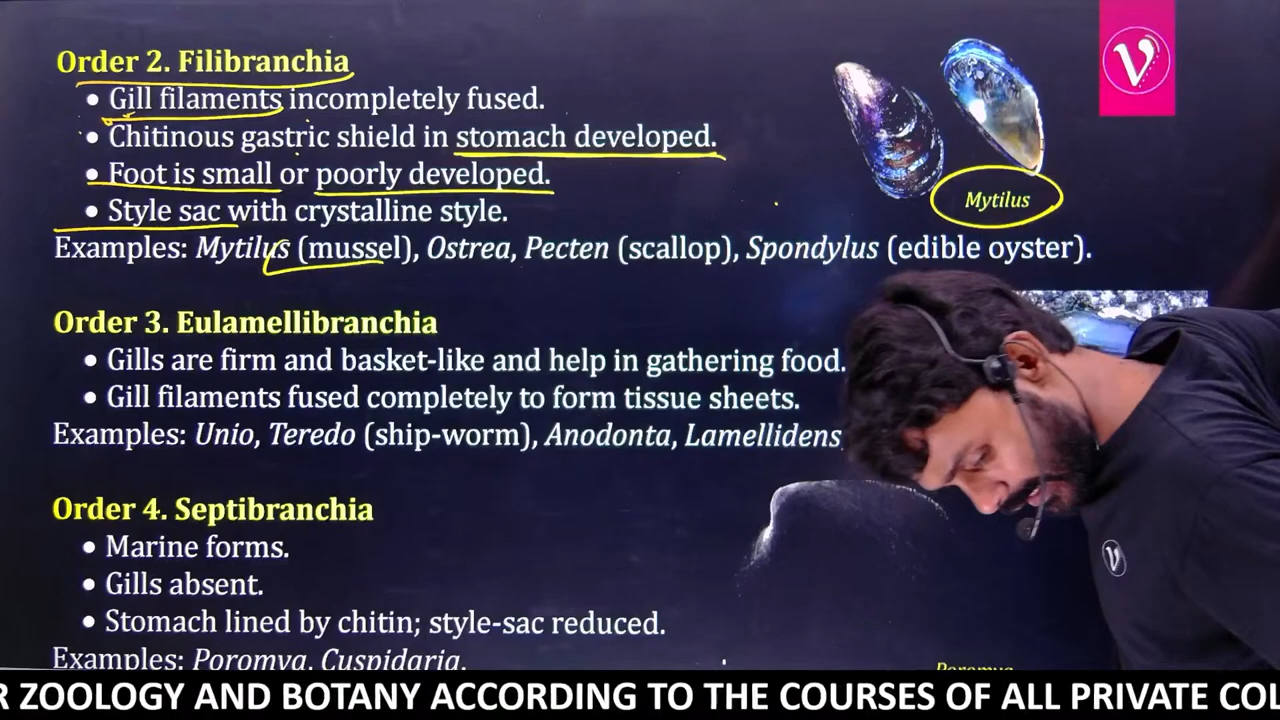 Order 2. Filibranchia
• Gill filaments incompletely fused.
• Chitinous gastric shield in stomach developed.
• Foot is small or poorly developed.
• Style sac with crystalline style.
Examples: Mytilus (mussel), Ostrea, Pecten (scallop), Spondylus (edible oyster).
Mytilus
Order 3. Eulamellibranchia
• Gills are firm and basket-like and help in gathering food.
• Gill filaments fused completely to form tissue sheets.
Examples: Unio, Teredo (ship-worm), Anodonta, Lamellidens
Order 4. Septibranchia
• Marine forms.
• Gills absent.
• Stomach lined by chitin; style-sac reduced.
Examples: Poromya, Cuspidaria.
Poromya
R ZOOLOGY AND BOTANY ACCORDING TO THE COURSES OF ALL PRIVATE COL
V
V